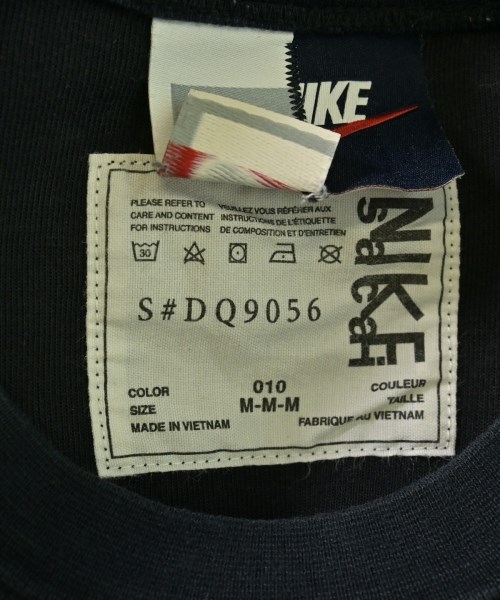 NIKE
PLEASE REFER TO
CARE AND CONTENT
FOR INSTRUCTIONS
VEUILLEZ VOUS RÉFÉRER AUX
INSTRUCTIONS DE L'ÉTIQUETTE
DE COMPOSITION ET D'ENTRETIEN
30
NIKE
sacai
S#DQ9056
COLOR 010 COULEUR
SIZE M-M-M TAILLE
MADE IN VIETNAM FABRIQUE AU VIETNAM